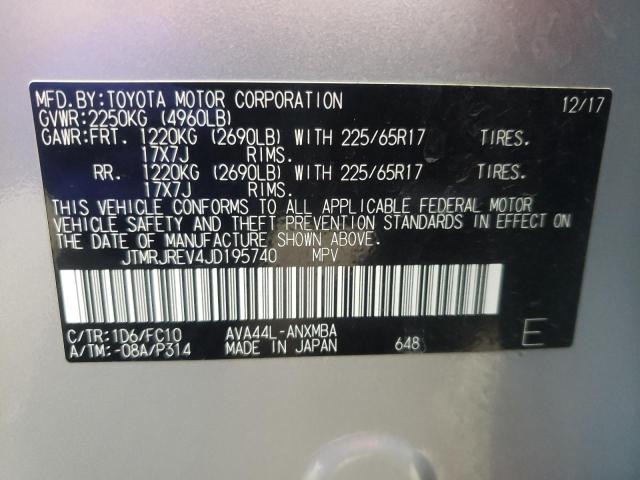 MFD.BY:TOYOTA MOTOR CORPORATION 12/17
GVWR:2250KG (4960LB)
GAWR:FRT. 1220KG (2690LB) WITH 225/65R17 TIRES.
17X7J RIMS.
RR. 1220KG (2690LB) WITH 225/65R17 TIRES.
17X7J RIMS.
THIS VEHICLE CONFORMS TO ALL APPLICABLE FEDERAL MOTOR
VEHICLE SAFETY AND THEFT PREVENTION STANDARDS IN EFFECT ON
THE DATE OF MANUFACTURE SHOWN ABOVE.
JTMRJREV4JD195740 MPV
C/TR:1D6/FC10 AVA44L-ANXMBA
A/TM:-08A/P314 MADE IN JAPAN 648 E